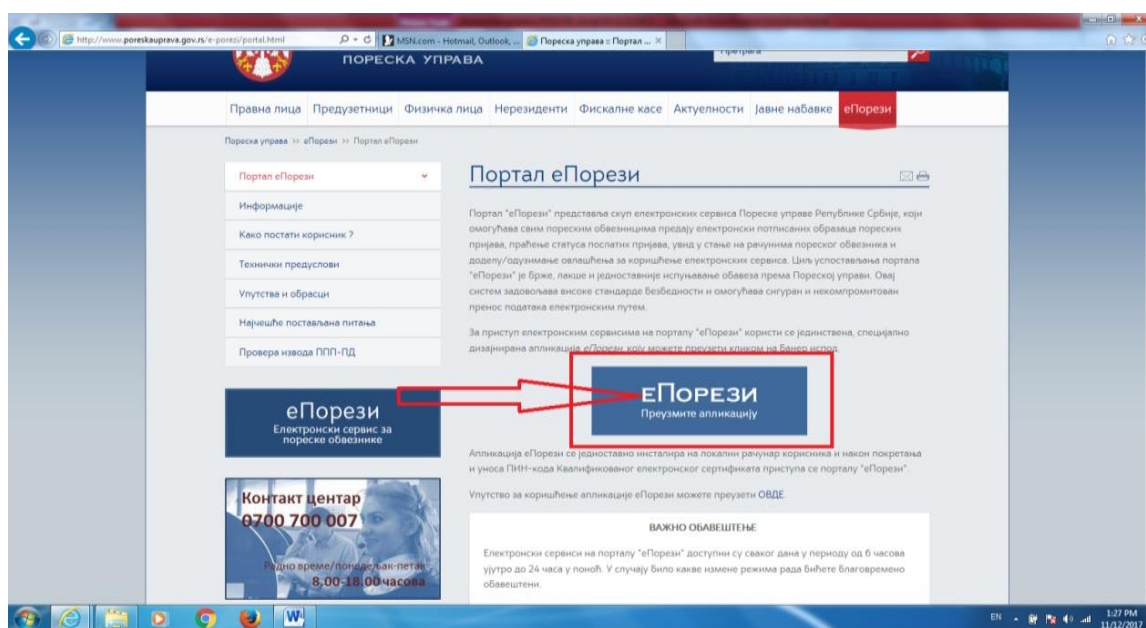 http://www.poreskauprava.gov.rs/e-porezi/portal.html
MSN.com - Hotmail, Outlook, ...
Пореска управа :: Портал ...
ПОРЕСКА УПРАВА
Претрага
Правна лица Предузетници Физичка лица Нерезиденти Фискалне касе Актуелности Јавне набавке еПорези
Пореска управа >> еПорези >> Портал еПорези
Портал еПорези
Информације
Како постати корисник ?
Технички предуслови
Упутства и обрасци
Најчешће постављана питања
Провера извода ППП-ПД
еПорези
Електронски сервис за
пореске обвезнике
Контакт центар
0700 700 007
Радно време/понедељак-петак
8,00-18.00 часова
Портал еПорези
Портал "еПорези" представља скуп електронских сервиса Пореске управе Републике Србије, који
омогућава свим пореским обвезницима предају електронски потписаних образаца пореских
пријава, праћење статуса послатих пријава, увид у стање на рачунима пореског обвезника и
доделу/одузимање овлашћења за коришћење електронских сервиса. Циљ успостављања портала
"еПорези" је брже, лакше и једноставније испуњавање обавеза према Пореској управи. Овај
систем задовољава високе стандарде безбедности и омогућава сигуран и некомпромитован
пренос података електронским путем.
За приступ електронским сервисима на порталу "еПорези" користи се јединствена, специјално
дизајнирана апликација еПорези, коју можете преузети кликом на банер испод.
еПорези
Преузмите апликацију
Апликација еПорези се једноставно инсталира на локални рачунар корисника и након покретања
и уноса ПИН-кода Квалификованог електронског сертификата приступа се порталу "еПорези".
Упутство за коришћење апликације еПорези можете преузети ОВДЕ.
ВАЖНО ОБАВЕШТЕЊЕ
Електронски сервиси на порталу "еПорези" доступни су сваког дана у периоду од 6 часова
ујутро до 24 часа у поноћ. У случају било какве измене режима рада бићете благовремено
обавештени.
EN
1:27 PM
11/12/2017